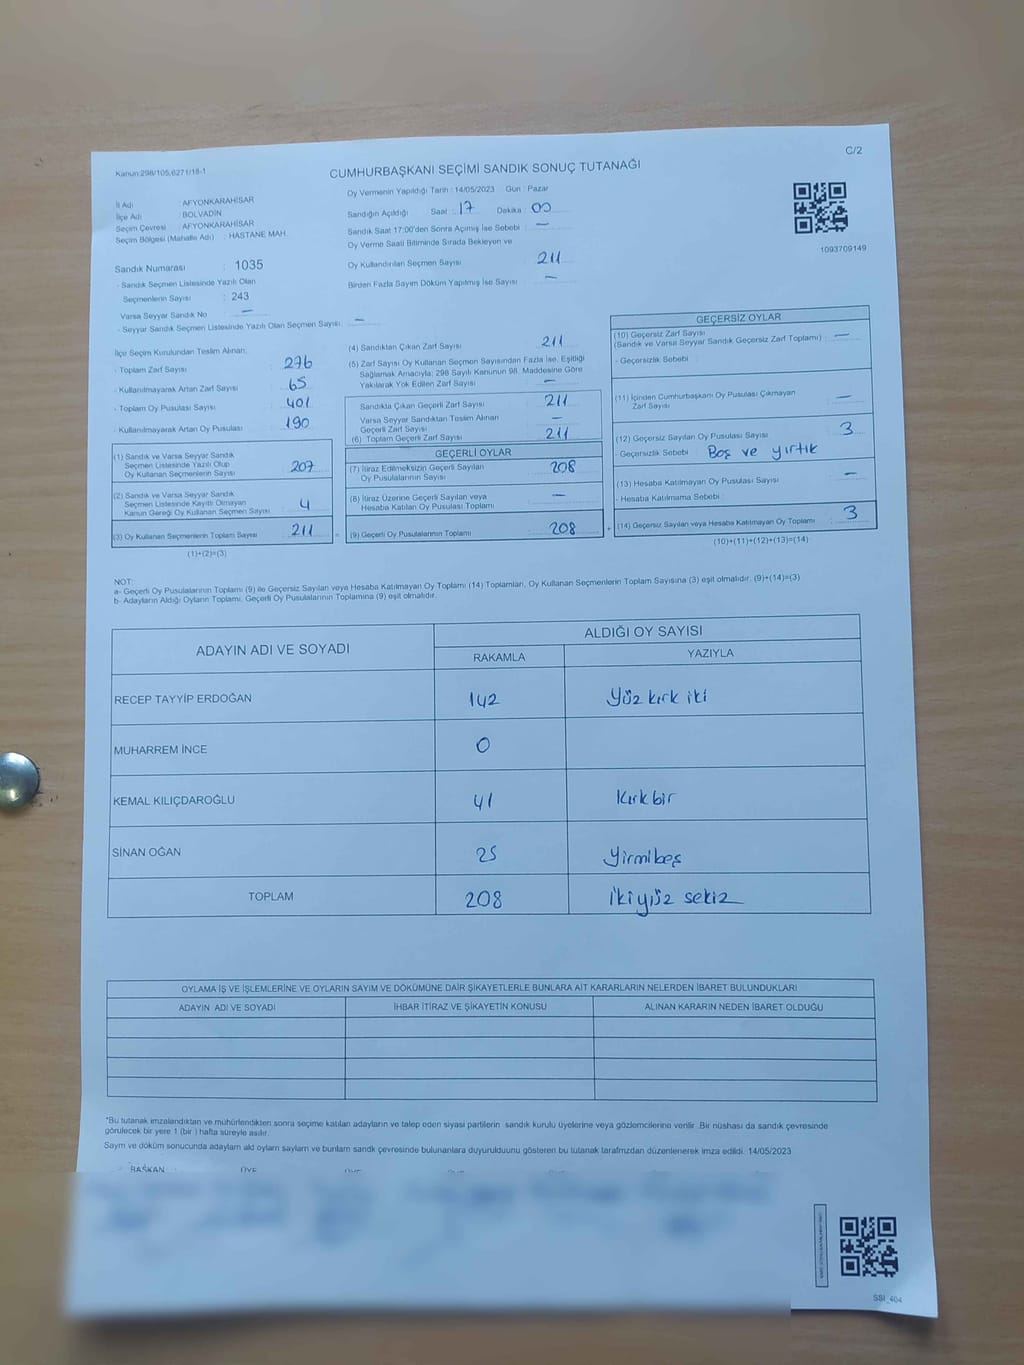 C/2
Kanun:298/105,6271/18-1
CUMHURBAŞKANI SEÇİMİ SANDIK SONUÇ TUTANAĞI
İl Adı : AFYONKARAHİSAR
İlçe Adı : BOLVADİN
Seçim Çevresi : AFYONKARAHİSAR
Seçim Bölgesi (Mahalle Adı) : HASTANE MAH.
Oy Vermenin Yapıldığı Tarih : 14/05/2023 Gün : Pazar
Sandığın Açıldığı Saat : 17 Dakika : 00
Sandık Saat 17:00'den Sonra Açılmış İse Sebebi : —
Oy Verme Saati Bitiminde Sırada Bekleyen ve
Oy Kullandırılan Seçmen Sayısı : 211
Birden Fazla Sayım Döküm Yapılmış İse Sayısı : —
1093709149
Sandık Numarası : 1035
- Sandık Seçmen Listesinde Yazılı Olan
Seçmenlerin Sayısı : 243
Varsa Seyyar Sandık No : —
- Seyyar Sandık Seçmen Listesinde Yazılı Olan Seçmen Sayısı: —
İlçe Seçim Kurulundan Teslim Alınan;
- Toplam Zarf Sayısı : 276
- Kullanılmayarak Artan Zarf Sayısı : 65
- Toplam Oy Pusulası Sayısı : 401
- Kullanılmayarak Artan Oy Pusulası : 190
(1) Sandık ve Varsa Seyyar Sandık
Seçmen Listesinde Yazılı Olup
Oy Kullanan Seçmenlerin Sayısı : 207
(2) Sandık ve Varsa Seyyar Sandık
Seçmen Listesinde Kayıtlı Olmayan
Kanun Gereği Oy Kullanan Seçmen Sayısı : 4
(3) Oy Kullanan Seçmenlerin Toplam Sayısı : 211 =
(1)+(2)=(3)
(4) Sandıktan Çıkan Zarf Sayısı : 211
(5) Zarf Sayısı Oy Kullanan Seçmen Sayısından Fazla İse, Eşitliği
Sağlamak Amacıyla; 298 Sayılı Kanunun 98. Maddesine Göre
Yakılarak Yok Edilen Zarf Sayısı : —
Sandıkta Çıkan Geçerli Zarf Sayısı : 211
Varsa Seyyar Sandıktan Teslim Alınan
Geçerli Zarf Sayısı : —
(6) Toplam Geçerli Zarf Sayısı : 211
GEÇERLİ OYLAR
(7) İtiraz Edilmeksizin Geçerli Sayılan
Oy Pusulalarının Sayısı : 208
(8) İtiraz Üzerine Geçerli Sayılan veya
Hesaba Katılan Oy Pusulası Toplamı : —
(9) Geçerli Oy Pusulalarının Toplamı : 208 +
GEÇERSİZ OYLAR
(10) Geçersiz Zarf Sayısı
(Sandık ve Varsa Seyyar Sandık Geçersiz Zarf Toplamı) : —
- Geçersizlik Sebebi :
(11) İçinden Cumhurbaşkanı Oy Pusulası Çıkmayan
Zarf Sayısı : —
(12) Geçersiz Sayılan Oy Pusulası Sayısı : 3
- Geçersizlik Sebebi : Boş ve yırtık
(13) Hesaba Katılmayan Oy Pusulası Sayısı : —
- Hesaba Katılmama Sebebi :
(14) Geçersiz Sayılan veya Hesaba Katılmayan Oy Toplamı : 3
(10)+(11)+(12)+(13)=(14)
NOT:
a- Geçerli Oy Pusulalarının Toplamı (9) ile Geçersiz Sayılan veya Hesaba Katılmayan Oy Toplamı (14) Toplamları, Oy Kullanan Seçmenlerin Toplam Sayısına (3) eşit olmalıdır. (9)+(14)=(3)
b- Adayların Aldığı Oyların Toplamı, Geçerli Oy Pusulalarının Toplamına (9) eşit olmalıdır.
ADAYIN ADI VE SOYADI
ALDIĞI OY SAYISI
RAKAMLA YAZIYLA
RECEP TAYYİP ERDOĞAN 142 Yüz kırk iki
MUHARREM İNCE 0
KEMAL KILIÇDAROĞLU 41 Kırk bir
SİNAN OĞAN 25 Yirmi beş
TOPLAM 208 İki yüz sekiz
OYLAMA İŞ VE İŞLEMLERİNE VE OYLARIN SAYIM VE DÖKÜMÜNE DAİR ŞİKAYETLERLE BUNLARA AİT KARARLARIN NELERDEN İBARET BULUNDUKLARI
ADAYIN ADI VE SOYADI İHBAR İTİRAZ VE ŞİKAYETİN KONUSU ALINAN KARARIN NEDEN İBARET OLDUĞU
*Bu tutanak imzalandıktan ve mühürlendikten sonra seçime katılan adayların ve talep eden siyasi partilerin sandık kurulu üyelerine veya gözlemcilerine verilir. Bir nüshası da sandık çevresinde
görülecek bir yere 1 (bir) hafta süreyle asılır.
Sayım ve döküm sonucunda adayların ald oyların sayların ve bunların sandk çevresinde bulunanlara duyurulduunu gösteren bu tutanak tarafmzdan düzenlenerek imza edildi. 14/05/2023
BAŞKAN ÜYE
SSI_404